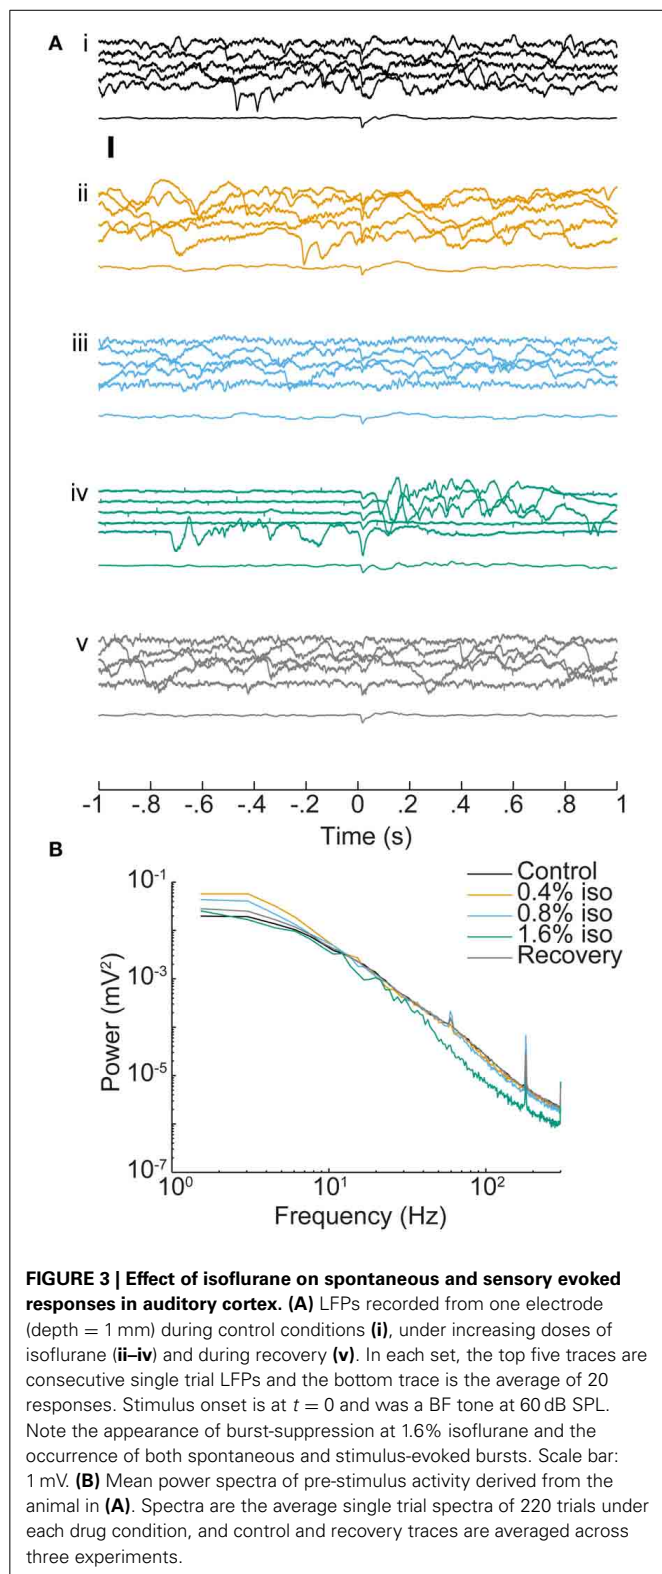 A
i
ii
iii
iv
v
-1 -.8 -.6 -.4 -.2 0 .2 .4 .6 .8 1
Time (s)
B
Control
0.4% iso
0.8% iso
1.6% iso
Recovery
10-1
10-3
10-5
10-7
Power (mV2)
100 101 102
Frequency (Hz)
FIGURE 3 | Effect of isoflurane on spontaneous and sensory evoked
responses in auditory cortex. (A) LFPs recorded from one electrode
(depth = 1 mm) during control conditions (i), under increasing doses of
isoflurane (ii–iv) and during recovery (v). In each set, the top five traces are
consecutive single trial LFPs and the bottom trace is the average of 20
responses. Stimulus onset is at t = 0 and was a BF tone at 60 dB SPL.
Note the appearance of burst-suppression at 1.6% isoflurane and the
occurrence of both spontaneous and stimulus-evoked bursts. Scale bar:
1 mV. (B) Mean power spectra of pre-stimulus activity derived from the
animal in (A). Spectra are the average single trial spectra of 220 trials under
each drug condition, and control and recovery traces are averaged across
three experiments.